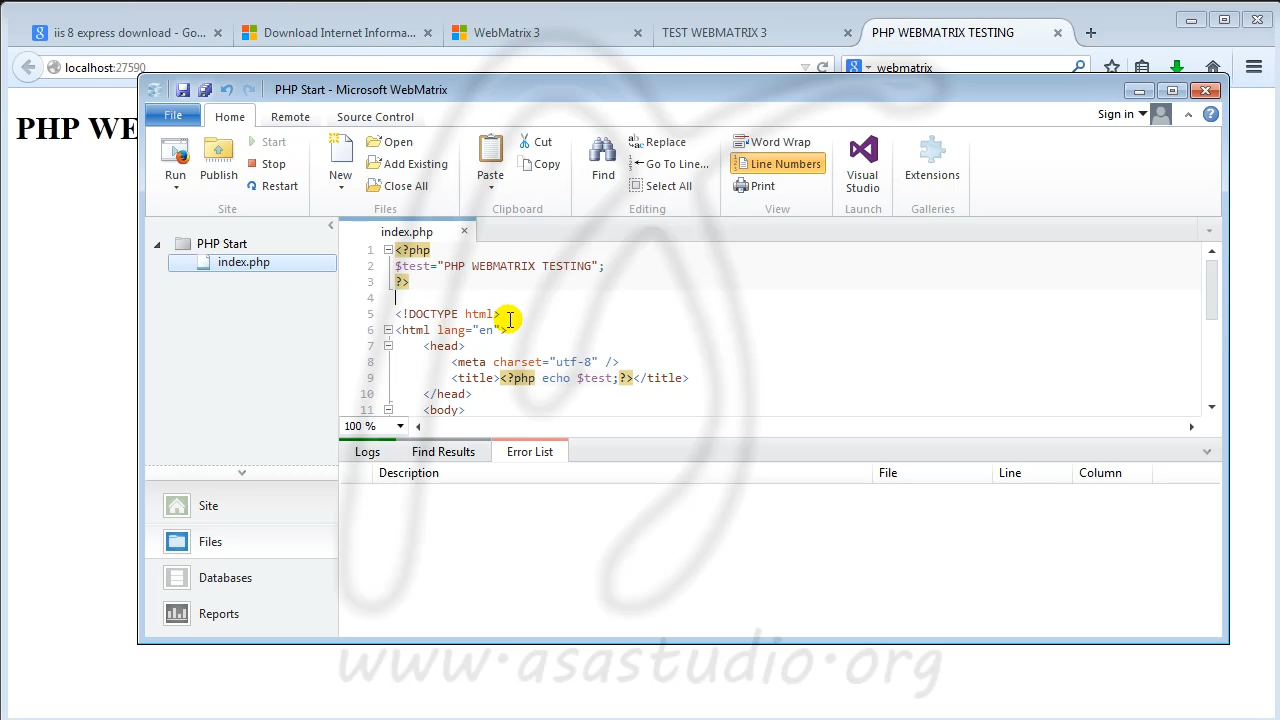 iis 8 express download - Go...
Download Internet Informa...
WebMatrix 3
TEST WEBMATRIX 3
PHP WEBMATRIX TESTING
localhost:27590
webmatrix
PHP WE
PHP Start - Microsoft WebMatrix
File
Home
Remote
Source Control
Sign in
Run
Publish
Start
Stop
Restart
Site
New
Open
Add Existing
Close All
Files
Paste
Cut
Copy
Clipboard
Find
Replace
Go To Line...
Select All
Editing
Word Wrap
Line Numbers
Print
View
Visual
Studio
Launch
Extensions
Galleries
PHP Start
index.php
index.php
1 <?php
2 $test="PHP WEBMATRIX TESTING";
3 ?>
4
5 <!DOCTYPE html>
6 <html lang="en">
7 <head>
8 <meta charset="utf-8" />
9 <title><?php echo $test;?></title>
10 </head>
11 <body>
100 %
Logs
Find Results
Error List
Description
File
Line
Column
Site
Files
Databases
Reports
www.asastudio.org